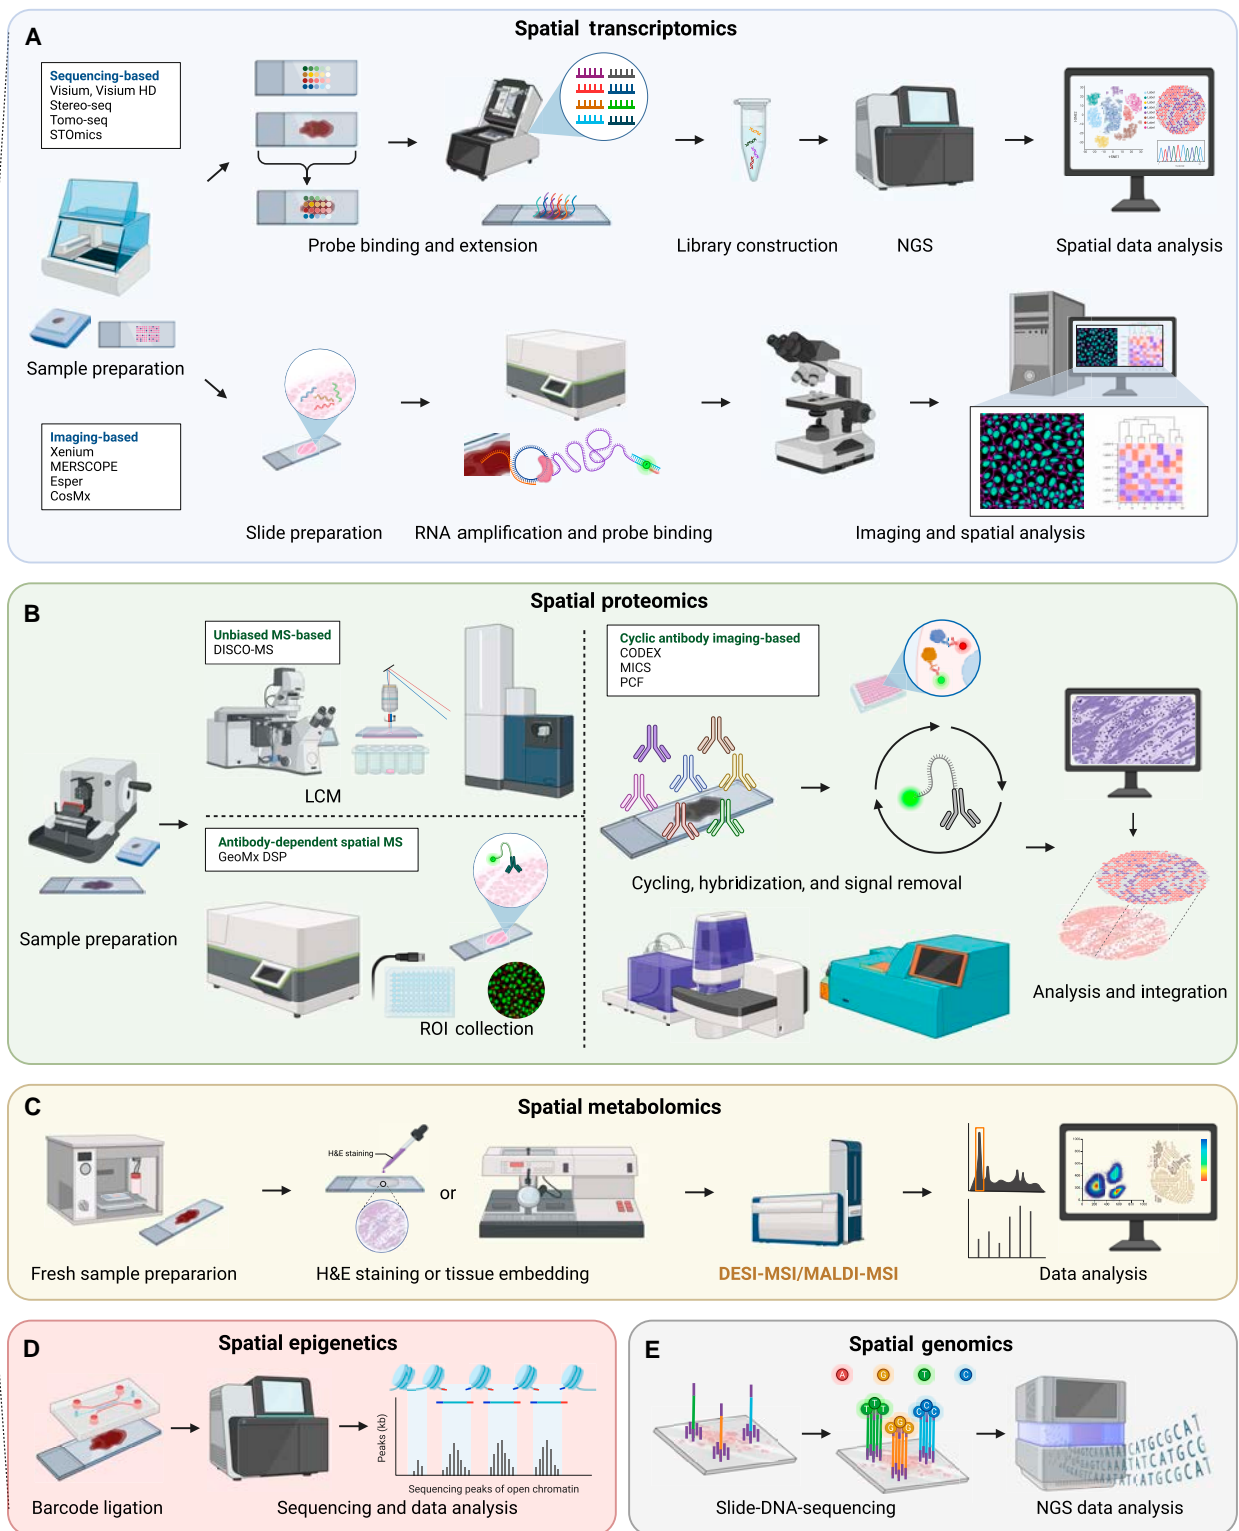 A
Spatial transcriptomics
Sequencing-based
Visium, Visium HD
Stereo-seq
Tomo-seq
STOmics
Probe binding and extension
Library construction
NGS
Spatial data analysis
Sample preparation
Imaging-based
Xenium
MERSCOPE
Esper
CosMx
Slide preparation
RNA amplification and probe binding
Imaging and spatial analysis
B
Spatial proteomics
Unbiased MS-based
DISCO-MS
LCM
Antibody-dependent spatial MS
GeoMx DSP
Sample preparation
ROI collection
Cyclic antibody imaging-based
CODEX
MICS
PCF
Cycling, hybridization, and signal removal
Analysis and integration
C
Spatial metabolomics
H&E staining
or
Fresh sample prepararion
H&E staining or tissue embedding
DESI-MSI/MALDI-MSI
Data analysis
D
Spatial epigenetics
Peaks (kb)
Sequencing peaks of open chromatin
Barcode ligation
Sequencing and data analysis
E
Spatial genomics
A
G
T
C
T T T
G G G
C C C
Slide-DNA-sequencing
NGS data analysis